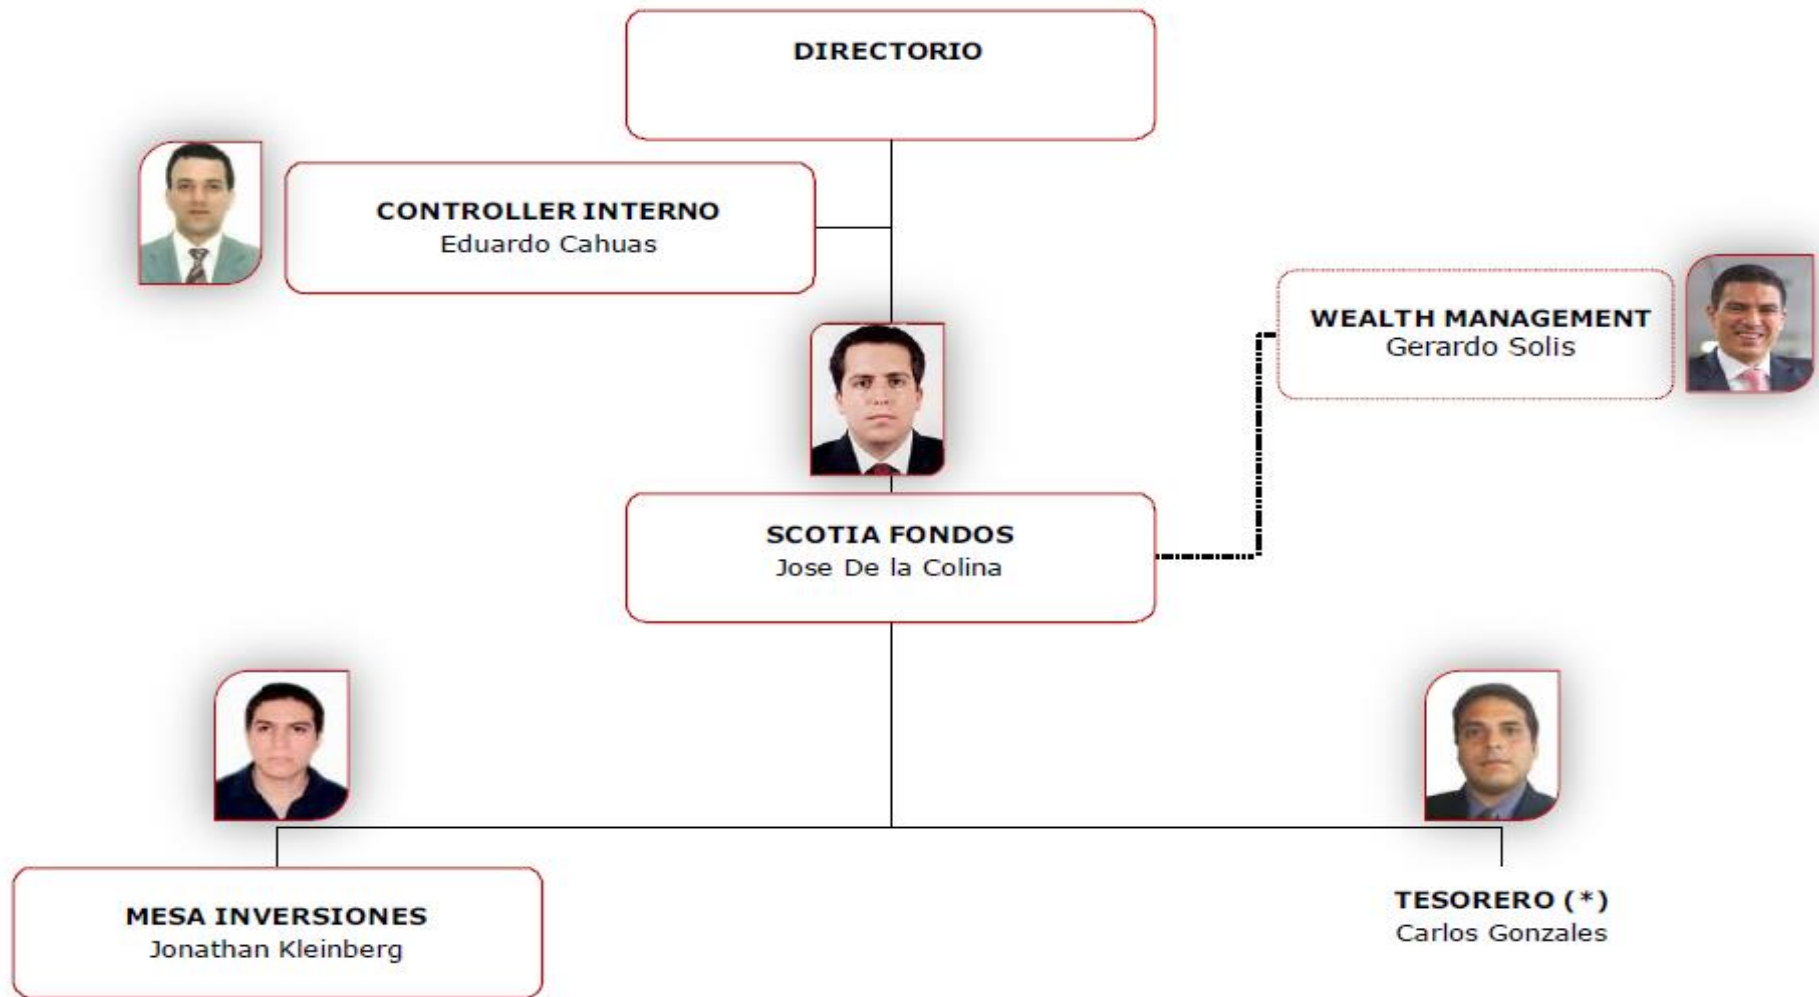 DIRECTORIO
CONTROLLER INTERNO
Eduardo Cahuas
WEALTH MANAGEMENT
Gerardo Solis
SCOTIA FONDOS
Jose De la Colina
MESA INVERSIONES
Jonathan Kleinberg
TESORERO (*)
Carlos Gonzales